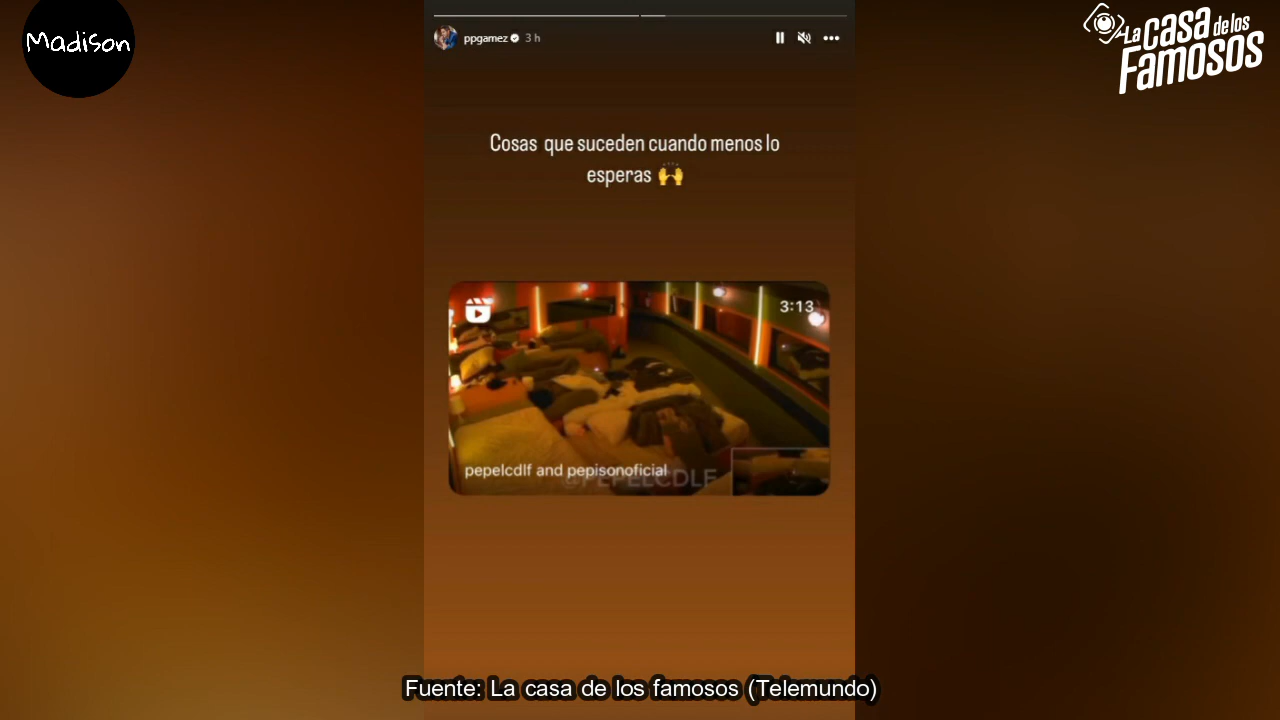 Madison
La casa de los
Famosos
ppgamez 3 h
Cosas que suceden cuando menos lo
esperas 🙌
3:13
pepelcdlf and pepisonoficial
@PEPELCDLF
Fuente: La casa de los famosos (Telemundo)